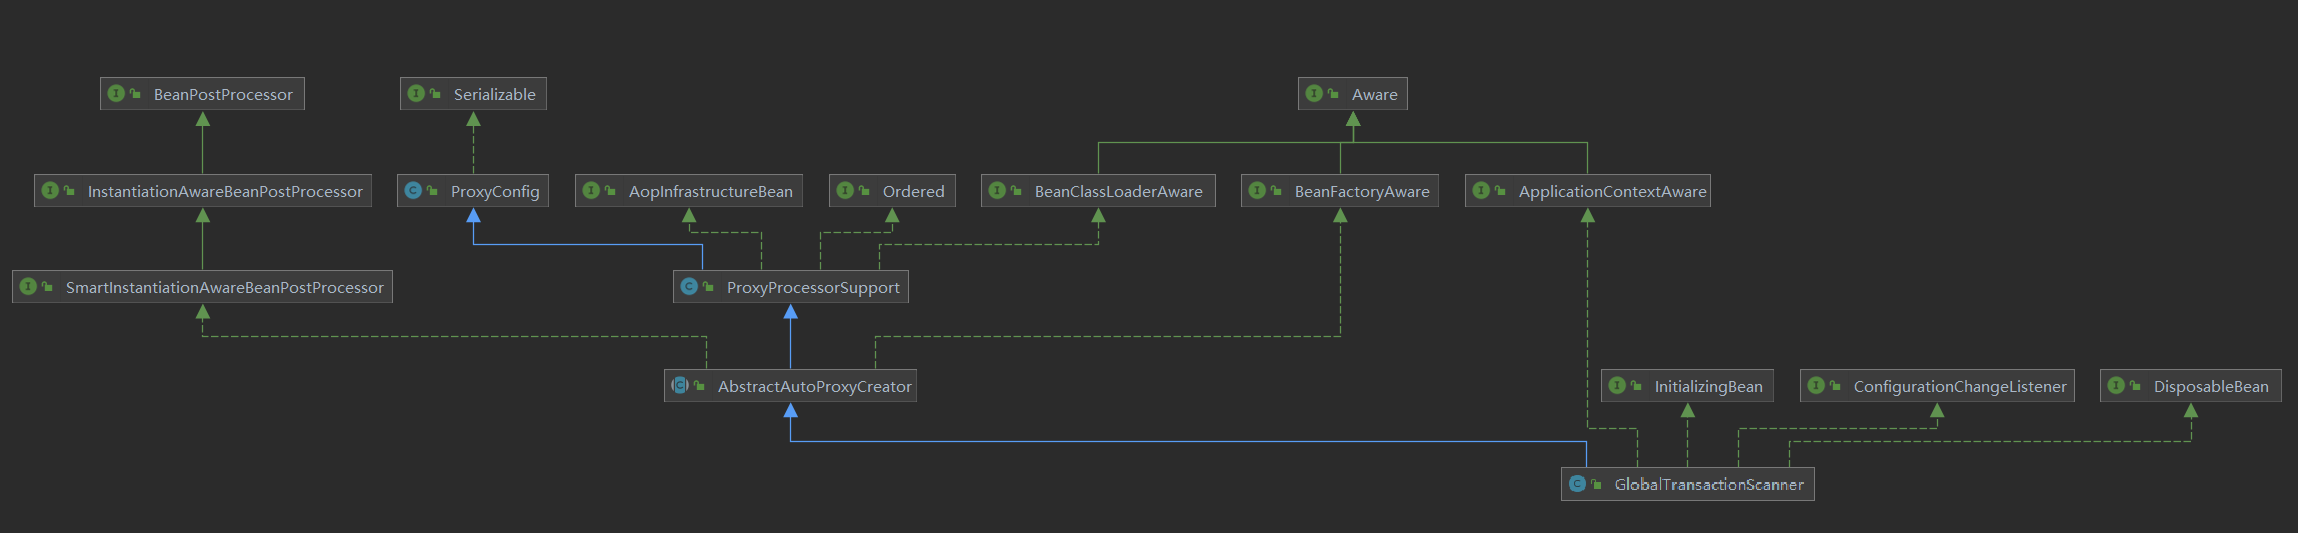 BeanPostProcessor
Serializable
Aware
InstantiationAwareBeanPostProcessor
ProxyConfig
AopInfrastructureBean
Ordered
BeanClassLoaderAware
BeanFactoryAware
ApplicationContextAware
SmartInstantiationAwareBeanPostProcessor
ProxyProcessorSupport
AbstractAutoProxyCreator
InitializingBean
ConfigurationChangeListener
DisposableBean
GlobalTransactionScanner